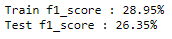 Train f1_score : 28.95%
Test f1_score : 26.35%